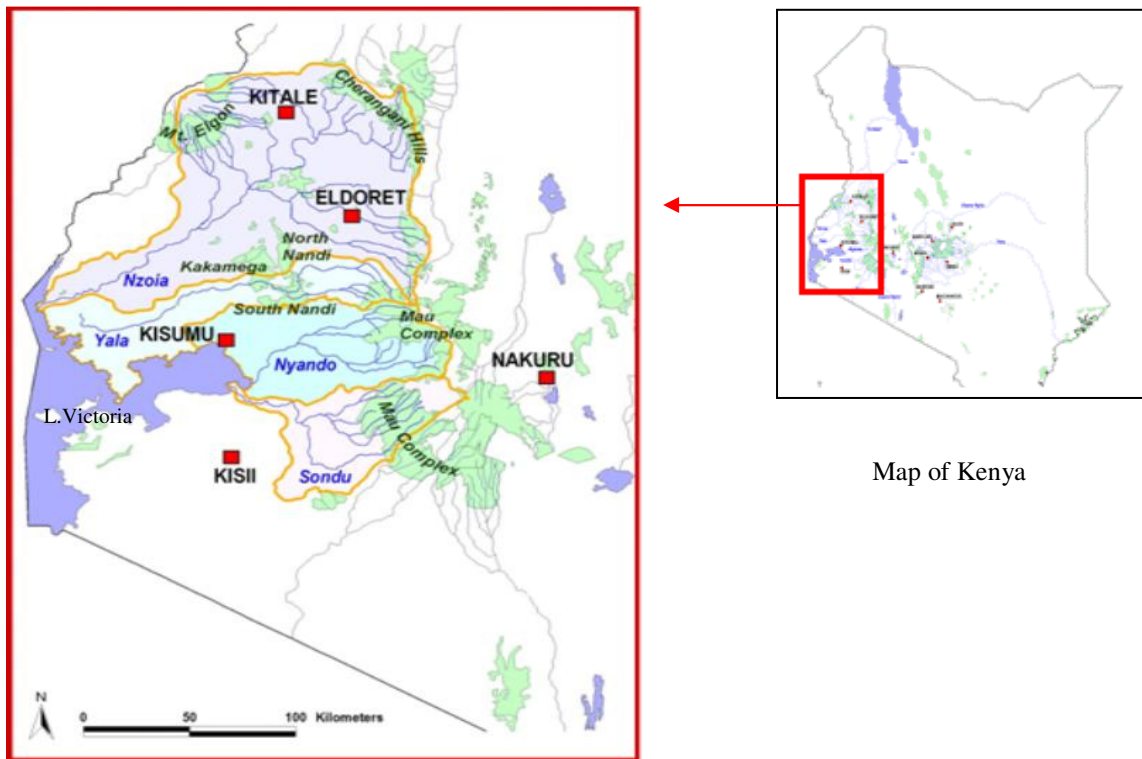 KITALE
Mt. Elgon
Cherangani Hills
ELDORET
North
Nandi
Kakamega
Nzoia
South Nandi
Yala
KISUMU
Mau
Complex
Nyando
NAKURU
L.Victoria
Mau Complex
KISII
Sondu
N
0 50 100 Kilometers
Map of Kenya